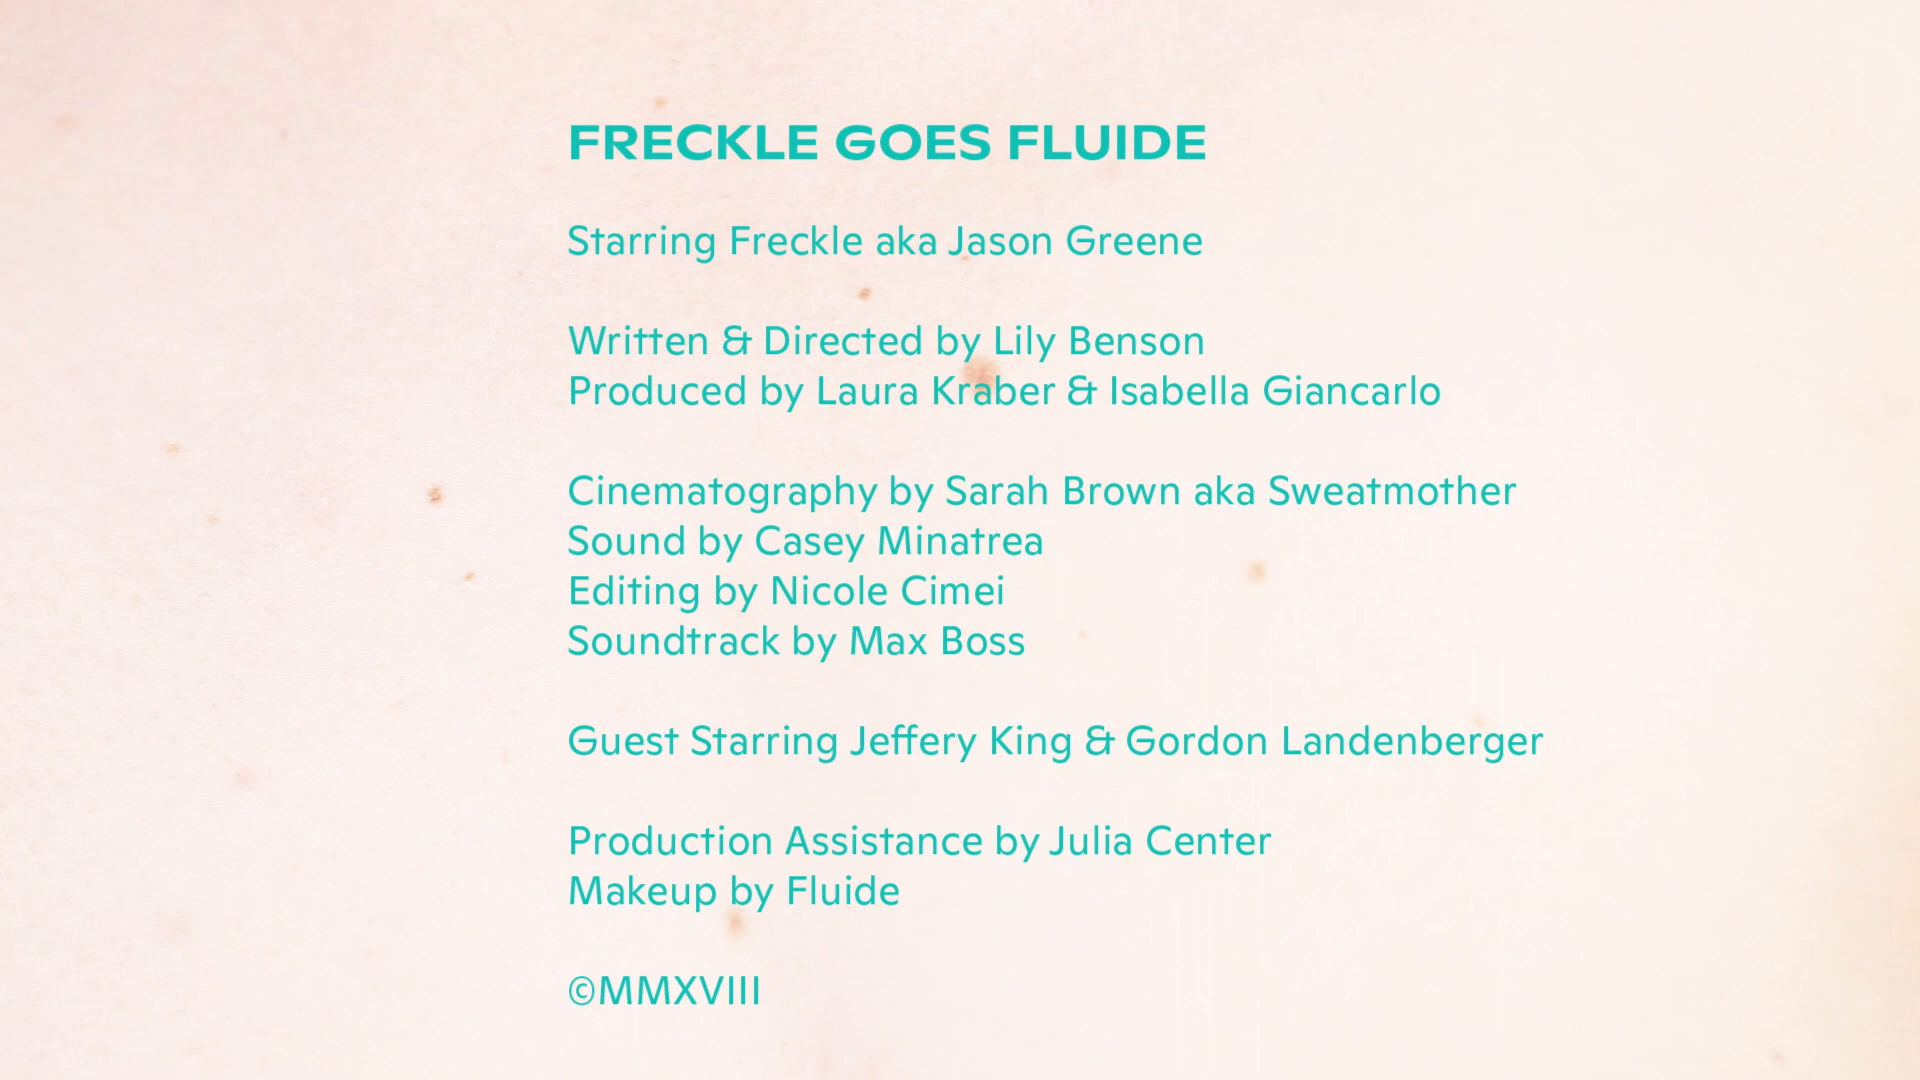 FRECKLE GOES FLUIDE
Starring Freckle aka Jason Greene
Written & Directed by Lily Benson
Produced by Laura Kraber & Isabella Giancarlo
Cinematography by Sarah Brown aka Sweatmother
Sound by Casey Minatrea
Editing by Nicole Cimei
Soundtrack by Max Boss
Guest Starring Jeffery King & Gordon Landenberger
Production Assistance by Julia Center
Makeup by Fluide
©MMXVIII